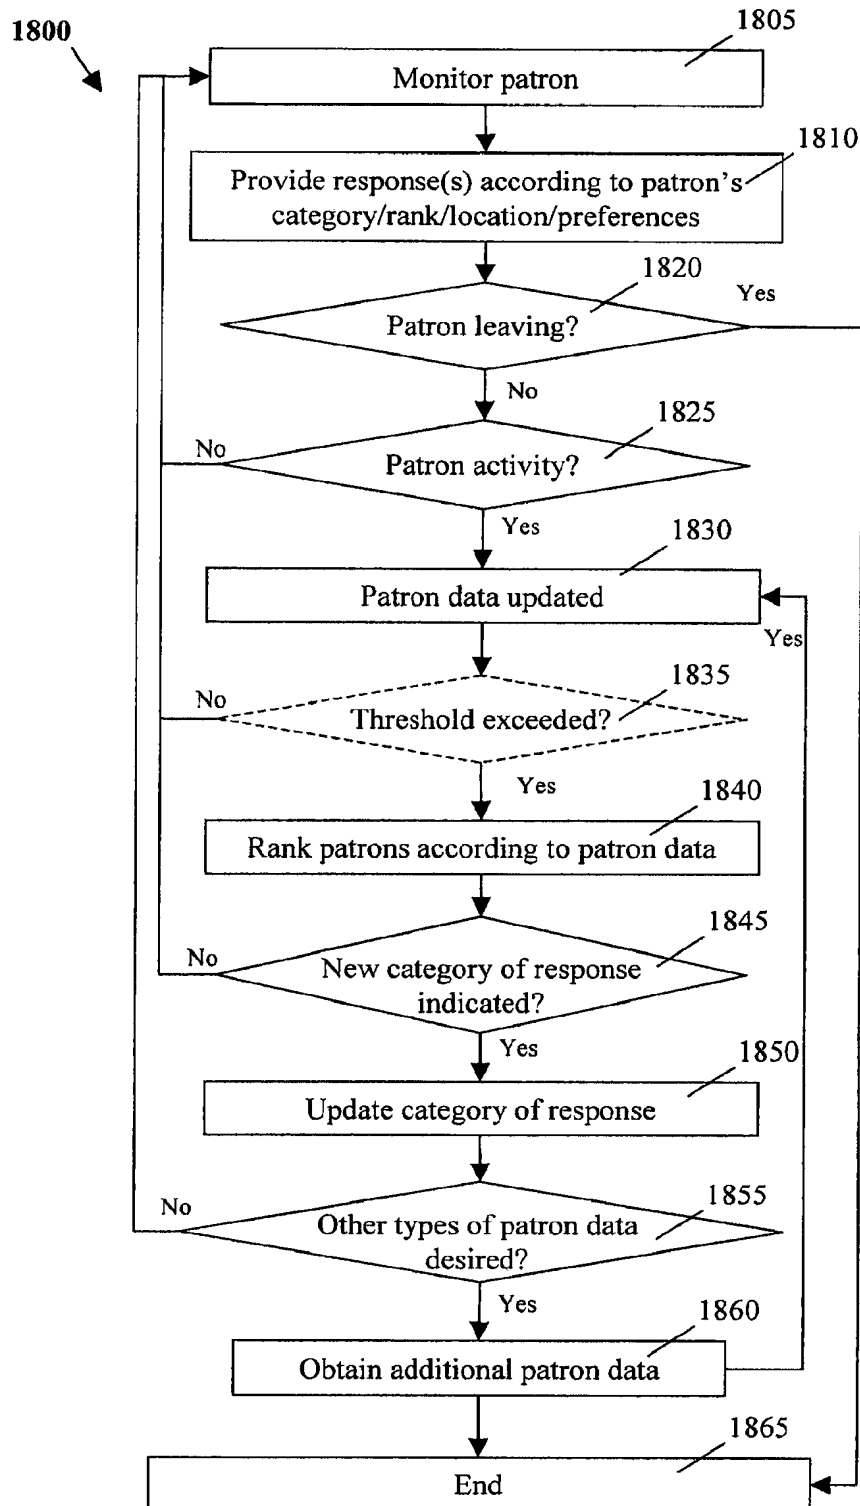 1800
1805
Monitor patron
1810
Provide response(s) according to patron's
category/rank/location/preferences
1820
Yes
Patron leaving?
No
1825
No
Patron activity?
Yes
1830
Patron data updated
Yes
1835
No
Threshold exceeded?
Yes
1840
Rank patrons according to patron data
1845
No
New category of response
indicated?
Yes
1850
Update category of response
1855
No
Other types of patron data
desired?
Yes
1860
Obtain additional patron data
1865
End